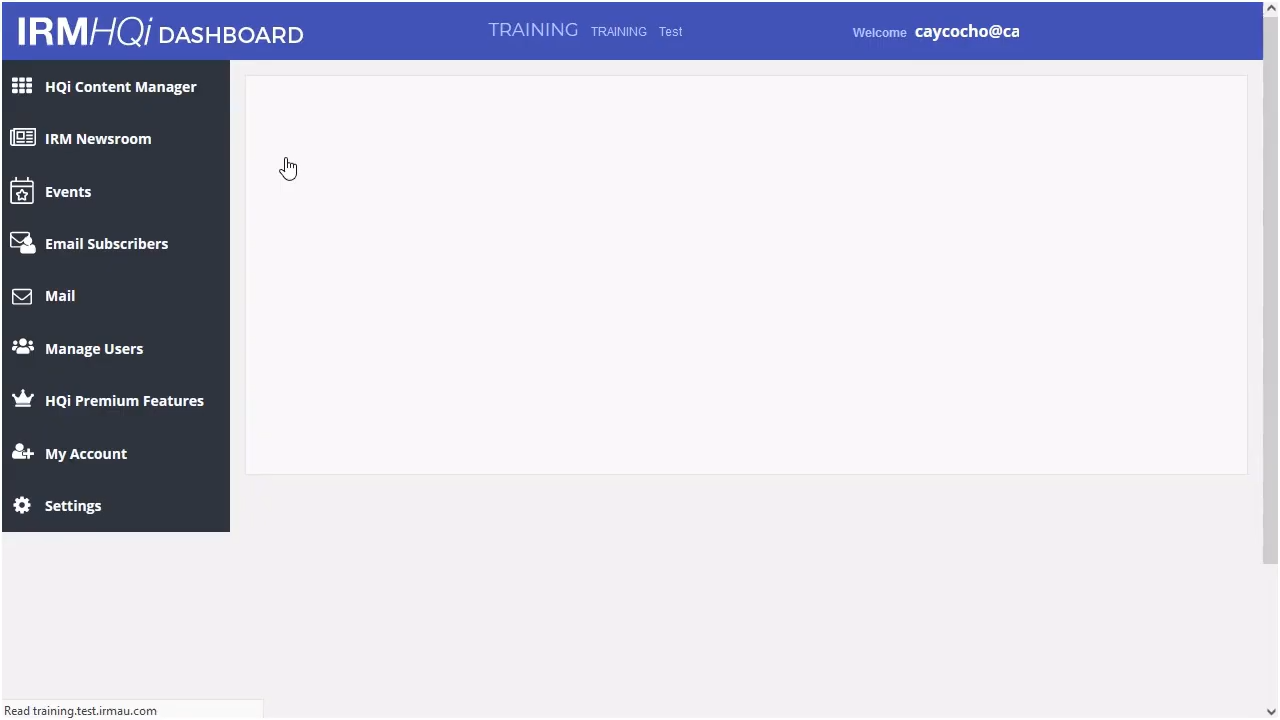 IRMHQi DASHBOARD
TRAINING TRAINING Test
Welcome caycocho@ca
HQi Content Manager
IRM Newsroom
Events
Email Subscribers
Mail
Manage Users
HQi Premium Features
My Account
Settings
Read training.test.irmau.com